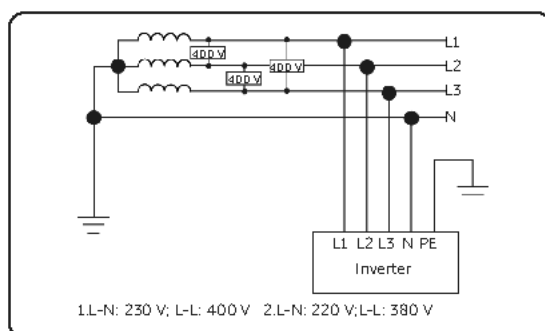 L1
400 V
400 V
L2
400 V
L3
N
L1 L2 L3 N PE
Inverter
1.L-N: 230 V; L-L: 400 V 2.L-N: 220 V;L-L: 380 V